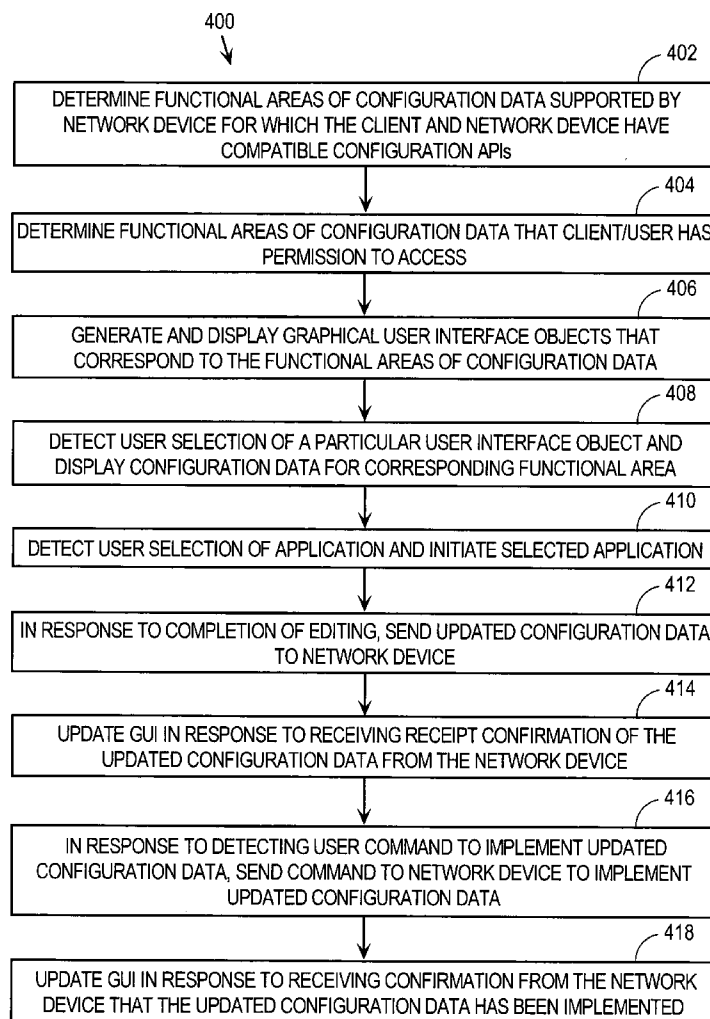 400
402
DETERMINE FUNCTIONAL AREAS OF CONFIGURATION DATA SUPPORTED BY
NETWORK DEVICE FOR WHICH THE CLIENT AND NETWORK DEVICE HAVE
COMPATIBLE CONFIGURATION APIs
404
DETERMINE FUNCTIONAL AREAS OF CONFIGURATION DATA THAT CLIENT/USER HAS
PERMISSION TO ACCESS
406
GENERATE AND DISPLAY GRAPHICAL USER INTERFACE OBJECTS THAT
CORRESPOND TO THE FUNCTIONAL AREAS OF CONFIGURATION DATA
408
DETECT USER SELECTION OF A PARTICULAR USER INTERFACE OBJECT AND
DISPLAY CONFIGURATION DATA FOR CORRESPONDING FUNCTIONAL AREA
410
DETECT USER SELECTION OF APPLICATION AND INITIATE SELECTED APPLICATION
412
IN RESPONSE TO COMPLETION OF EDITING, SEND UPDATED CONFIGURATION DATA
TO NETWORK DEVICE
414
UPDATE GUI IN RESPONSE TO RECEIVING RECEIPT CONFIRMATION OF THE
UPDATED CONFIGURATION DATA FROM THE NETWORK DEVICE
416
IN RESPONSE TO DETECTING USER COMMAND TO IMPLEMENT UPDATED
CONFIGURATION DATA, SEND COMMAND TO NETWORK DEVICE TO IMPLEMENT
UPDATED CONFIGURATION DATA
418
UPDATE GUI IN RESPONSE TO RECEIVING CONFIRMATION FROM THE NETWORK
DEVICE THAT THE UPDATED CONFIGURATION DATA HAS BEEN IMPLEMENTED